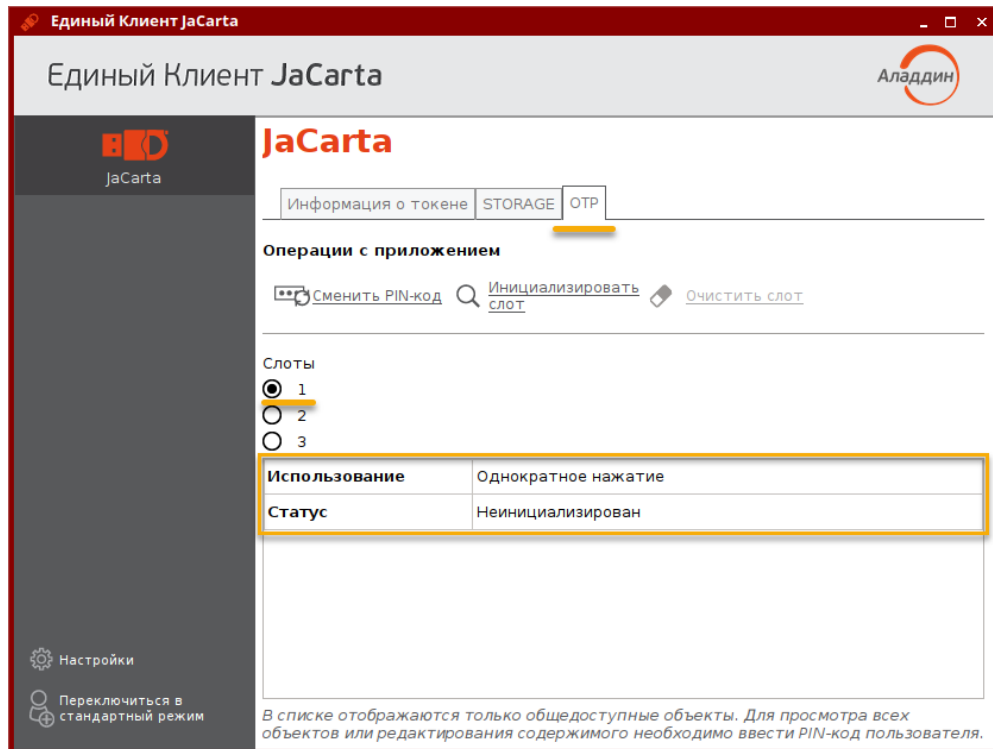 Единый Клиент JaCarta
Единый Клиент JaCarta
Аладдин
JaCarta
JaCarta
Информация о токене STORAGE OTP
Операции с приложением
Сменить PIN-код Инициализировать слот Очистить слот
Слоты
1
2
3
Использование Однократное нажатие
Статус Неинициализирован
Настройки
Переключиться в
стандартный режим
В списке отображаются только общедоступные объекты. Для просмотра всех
объектов или редактирования содержимого необходимо ввести PIN-код пользователя.